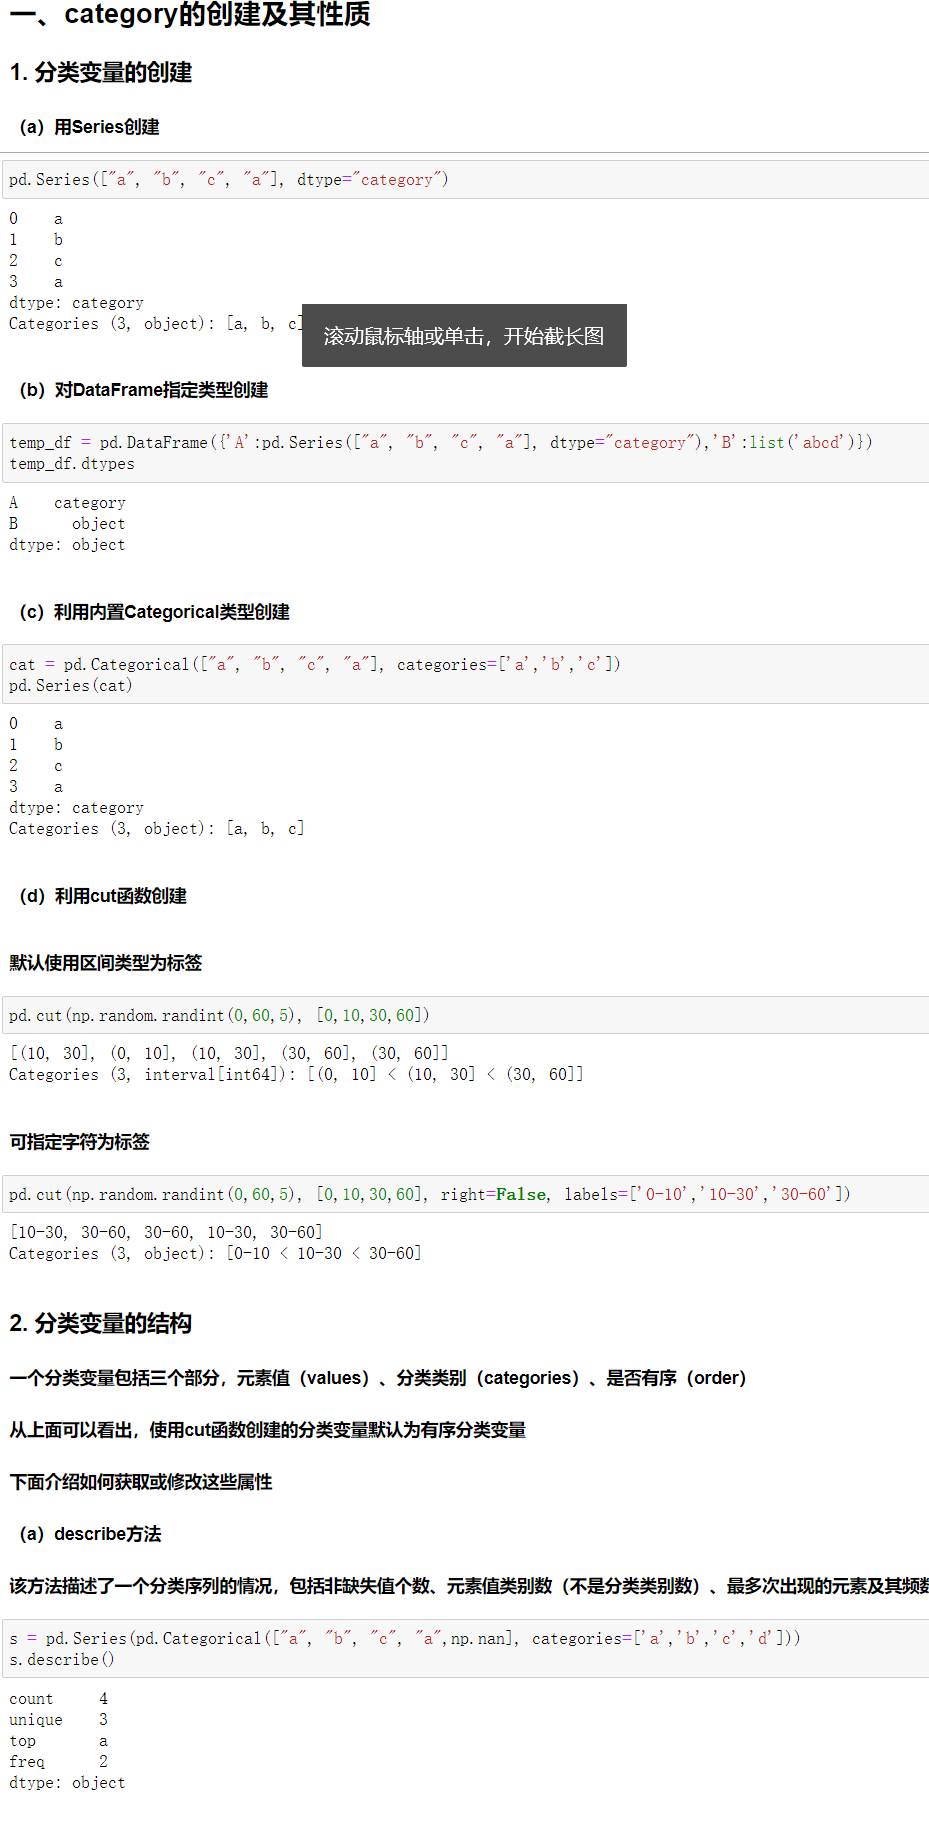 一、category的创建及其性质
1. 分类变量的创建
（a）用Series创建
pd.Series(["a", "b", "c", "a"], dtype="category")
0    a
1    b
2    c
3    a
dtype: category
Categories (3, object): [a, b, c]
滚动鼠标轴或单击，开始截长图
（b）对DataFrame指定类型创建
temp_df = pd.DataFrame({'A':pd.Series(["a", "b", "c", "a"], dtype="category"),'B':list('abcd')})
temp_df.dtypes
A    category
B      object
dtype: object
（c）利用内置Categorical类型创建
cat = pd.Categorical(["a", "b", "c", "a"], categories=['a','b','c'])
pd.Series(cat)
0    a
1    b
2    c
3    a
dtype: category
Categories (3, object): [a, b, c]
（d）利用cut函数创建
默认使用区间类型为标签
pd.cut(np.random.randint(0,60,5), [0,10,30,60])
[(10, 30], (0, 10], (10, 30], (30, 60], (30, 60]]
Categories (3, interval[int64]): [(0, 10] < (10, 30] < (30, 60]]
可指定字符为标签
pd.cut(np.random.randint(0,60,5), [0,10,30,60], right=False, labels=['0-10','10-30','30-60'])
[10-30, 30-60, 30-60, 10-30, 30-60]
Categories (3, object): [0-10 < 10-30 < 30-60]
2. 分类变量的结构
一个分类变量包括三个部分，元素值（values）、分类类别（categories）、是否有序（order）
从上面可以看出，使用cut函数创建的分类变量默认为有序分类变量
下面介绍如何获取或修改这些属性
（a）describe方法
该方法描述了一个分类序列的情况，包括非缺失值个数、元素值类别数（不是分类类别数）、最多次出现的元素及其频数
s = pd.Series(pd.Categorical(["a", "b", "c", "a",np.nan], categories=['a','b','c','d']))
s.describe()
count     4
unique    3
top       a
freq      2
dtype: object